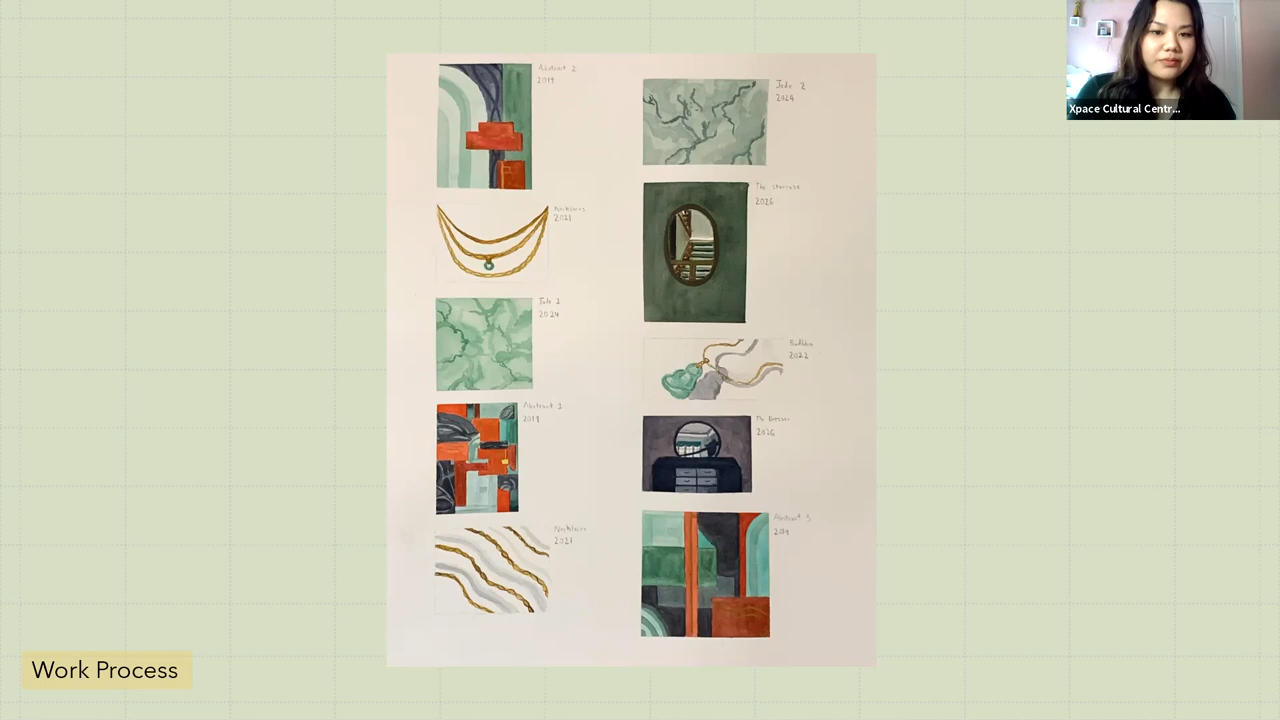 Abstract 2
2019
Jade 2
2024
The staircase
2026
Necklaces
2021
Jade 1
2024
Buddha
2022
Abstract 1
2019
The Dresser
2026
Abstract 3
2019
Necklaces
2021
Work Process
Xpace Cultural Centr...